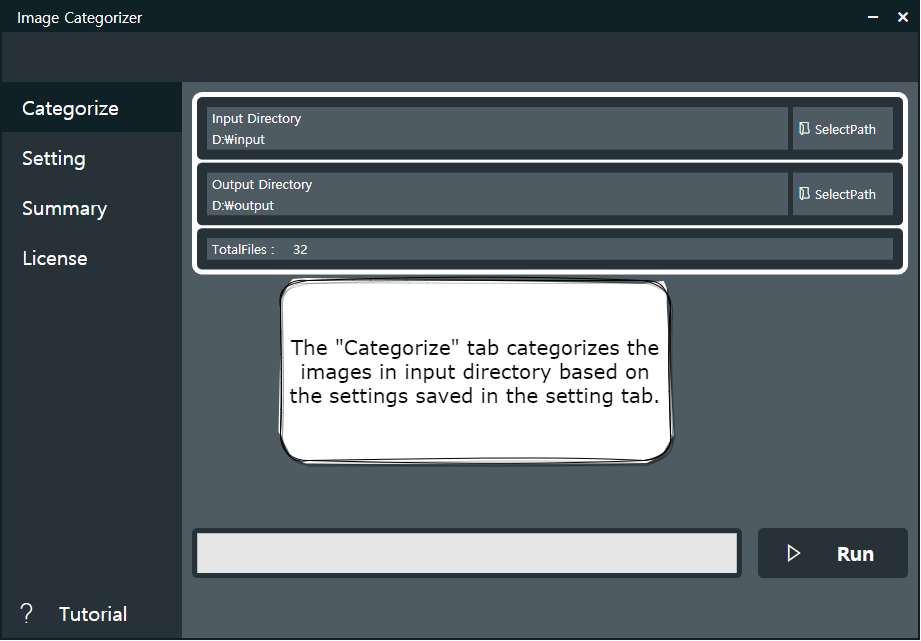 Image Categorizer
Categorize
Setting
Summary
License
? Tutorial
Input Directory
D:₩input
SelectPath
Output Directory
D:₩output
SelectPath
TotalFiles : 32
The "Categorize" tab categorizes the
images in input directory based on
the settings saved in the setting tab.
Run